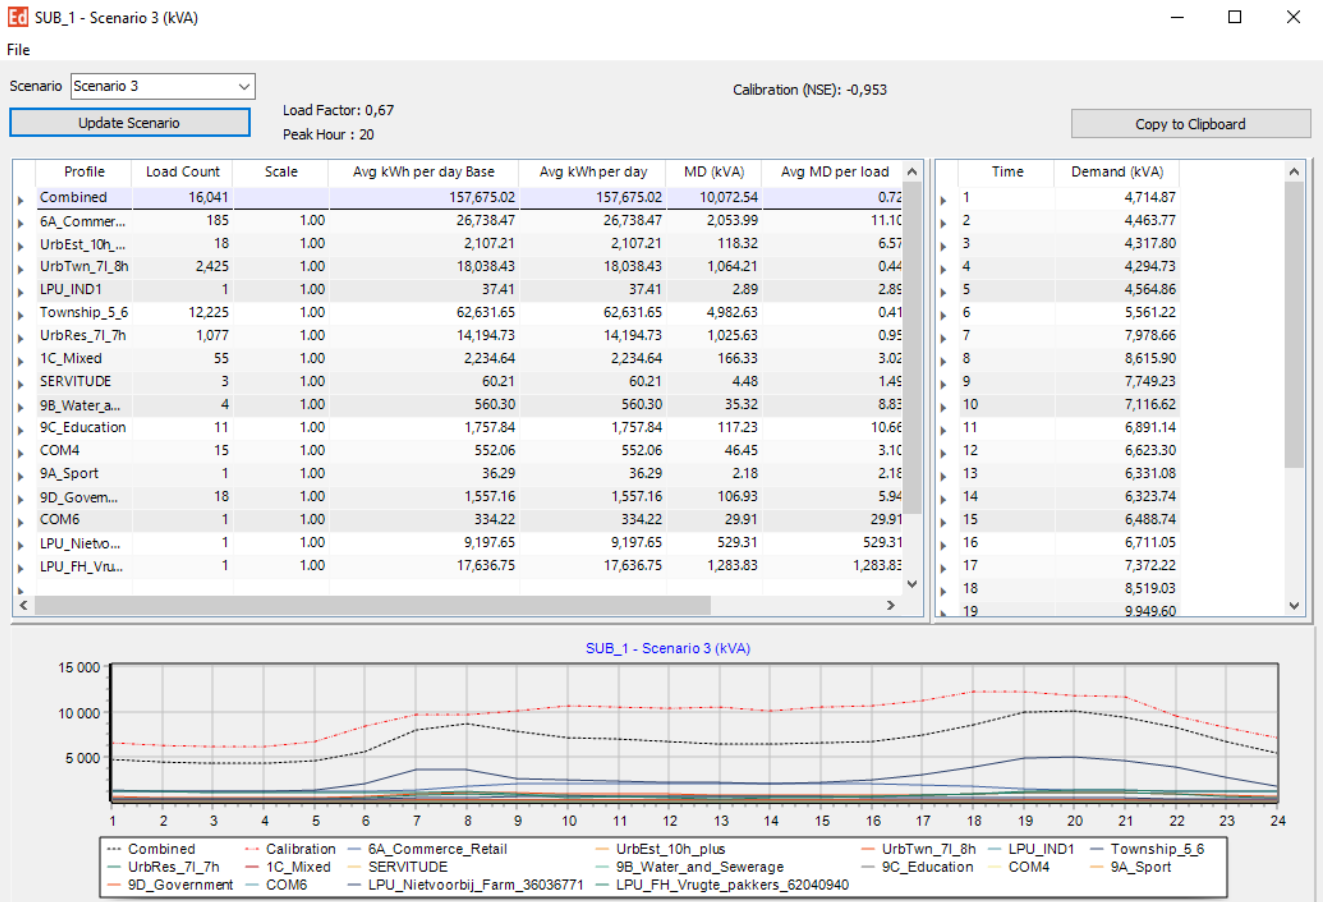 Ed SUB_1 - Scenario 3 (kVA)
File
Scenario Scenario 3 Calibration (NSE): -0,953
Update Scenario Load Factor: 0,67 Copy to Clipboard
Peak Hour : 20
Profile Load Count Scale Avg kWh per day Base Avg kWh per day MD (kVA) Avg MD per load Time Demand (kVA)
Combined 16,041 157,675.02 157,675.02 10,072.54 0.72 1 4,714.87
6A_Commer... 185 1.00 26,738.47 26,738.47 2,053.99 11.10 2 4,463.77
UrbEst_10h_... 18 1.00 2,107.21 2,107.21 118.32 6.57 3 4,317.80
UrbTwn_7l_8h 2,425 1.00 18,038.43 18,038.43 1,064.21 0.44 4 4,294.73
LPU_IND1 1 1.00 37.41 37.41 2.89 2.89 5 4,564.86
Township_5_6 12,225 1.00 62,631.65 62,631.65 4,982.63 0.41 6 5,561.22
UrbRes_7l_7h 1,077 1.00 14,194.73 14,194.73 1,025.63 0.95 7 7,978.66
1C_Mixed 55 1.00 2,234.64 2,234.64 166.33 3.02 8 8,615.90
SERVITUDE 3 1.00 60.21 60.21 4.48 1.49 9 7,749.23
9B_Water_a... 4 1.00 560.30 560.30 35.32 8.83 10 7,116.62
9C_Education 11 1.00 1,757.84 1,757.84 117.23 10.66 11 6,891.14
COM4 15 1.00 552.06 552.06 46.45 3.10 12 6,623.30
9A_Sport 1 1.00 36.29 36.29 2.18 2.18 13 6,331.08
9D_Govern... 18 1.00 1,557.16 1,557.16 106.93 5.94 14 6,323.74
COM6 1 1.00 334.22 334.22 29.91 29.91 15 6,488.74
LPU_Nietvo... 1 1.00 9,197.65 9,197.65 529.31 529.31 16 6,711.05
LPU_FH_Vru... 1 1.00 17,636.75 17,636.75 1,283.83 1,283.83 17 7,372.22
18 8,519.03
19 9,949.60
SUB_1 - Scenario 3 (kVA)
15 000
10 000
5 000
1 2 3 4 5 6 7 8 9 10 11 12 13 14 15 16 17 18 19 20 21 22 23 24
Combined Calibration 6A_Commerce_Retail UrbEst_10h_plus UrbTwn_7l_8h LPU_IND1 Township_5_6
UrbRes_7l_7h 1C_Mixed SERVITUDE 9B_Water_and_Sewerage 9C_Education COM4 9A_Sport
9D_Government COM6 LPU_Nietvoorbij_Farm_36036771 LPU_FH_Vrugte_pakkers_62040940